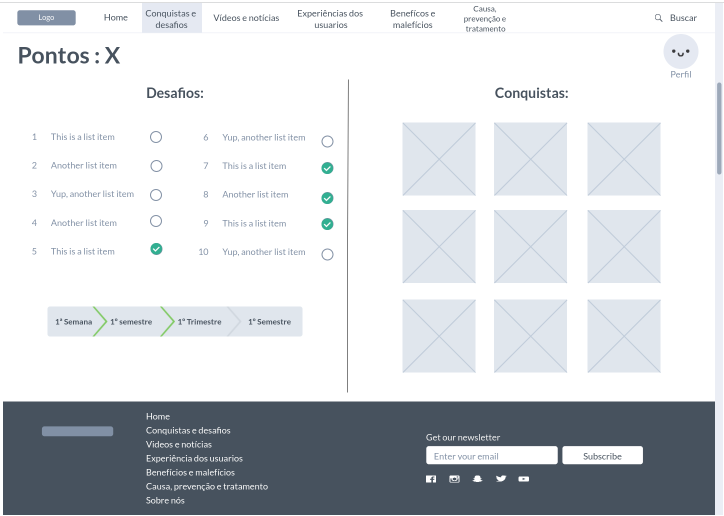 Logo
Home
Conquistas e
desafios
Vídeos e notícias
Experiências dos
usuarios
Benefícos e
malefícios
Causa,
prevenção e
tratamento
Buscar
Pontos : X
Perfil
Desafios:
1 This is a list item
2 Another list item
3 Yup, another list item
4 Another list item
5 This is a list item
6 Yup, another list item
7 This is a list item
8 Another list item
9 This is a list item
10 Yup, another list item
1ª Semana
1º semestre
1º Trimestre
1º Semestre
Conquistas:
Home
Conquistas e desafios
Videos e notícias
Experiência dos usuarios
Benefícios e malefícios
Causa, prevenção e tratamento
Sobre nós
Get our newsletter
Enter your email
Subscribe